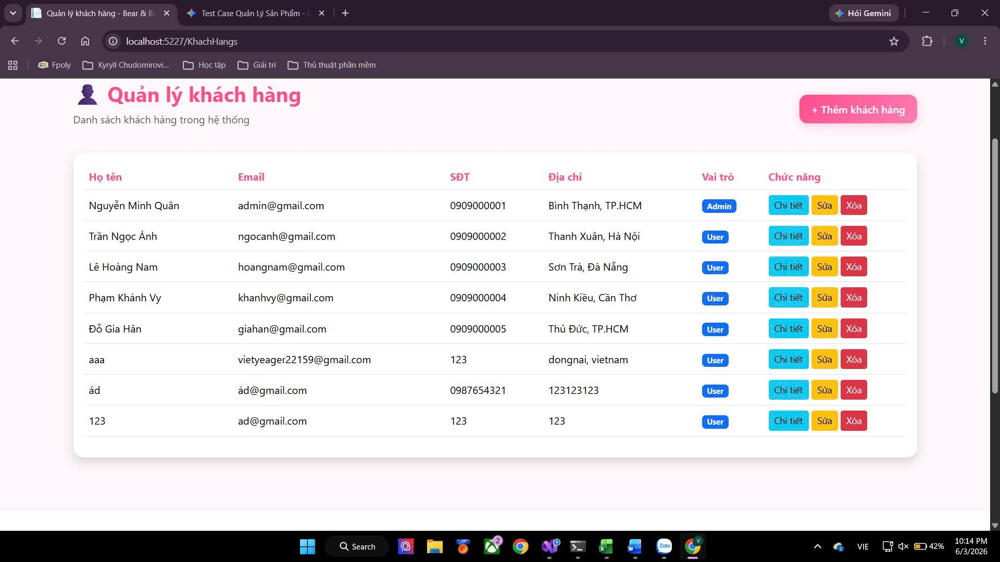 Quản lý khách hàng - Bear & B
Test Case Quản Lý Sản Phẩm -
Hỏi Gemini
localhost:5227/KhachHangs
V
Fpoly
Kyryll Chudomirovi...
Học tập
Giải trí
Thủ thuật phần mềm
Quản lý khách hàng
Danh sách khách hàng trong hệ thống
+ Thêm khách hàng
Họ tên Email SĐT Địa chỉ Vai trò Chức năng
Nguyễn Minh Quân admin@gmail.com 0909000001 Bình Thạnh, TP.HCM Admin Chi tiết Sửa Xóa
Trần Ngọc Ánh ngocanh@gmail.com 0909000002 Thanh Xuân, Hà Nội User Chi tiết Sửa Xóa
Lê Hoàng Nam hoangnam@gmail.com 0909000003 Sơn Trà, Đà Nẵng User Chi tiết Sửa Xóa
Phạm Khánh Vy khanhvy@gmail.com 0909000004 Ninh Kiều, Cần Thơ User Chi tiết Sửa Xóa
Đỗ Gia Hân giahan@gmail.com 0909000005 Thủ Đức, TP.HCM User Chi tiết Sửa Xóa
aaa vietyeager22159@gmail.com 123 dongnai, vietnam User Chi tiết Sửa Xóa
ád ád@gmail.com 0987654321 123123123 User Chi tiết Sửa Xóa
123 ad@gmail.com 123 123 User Chi tiết Sửa Xóa
Search
2
Zalo
V
VIE
42%
10:14 PM
6/3/2026